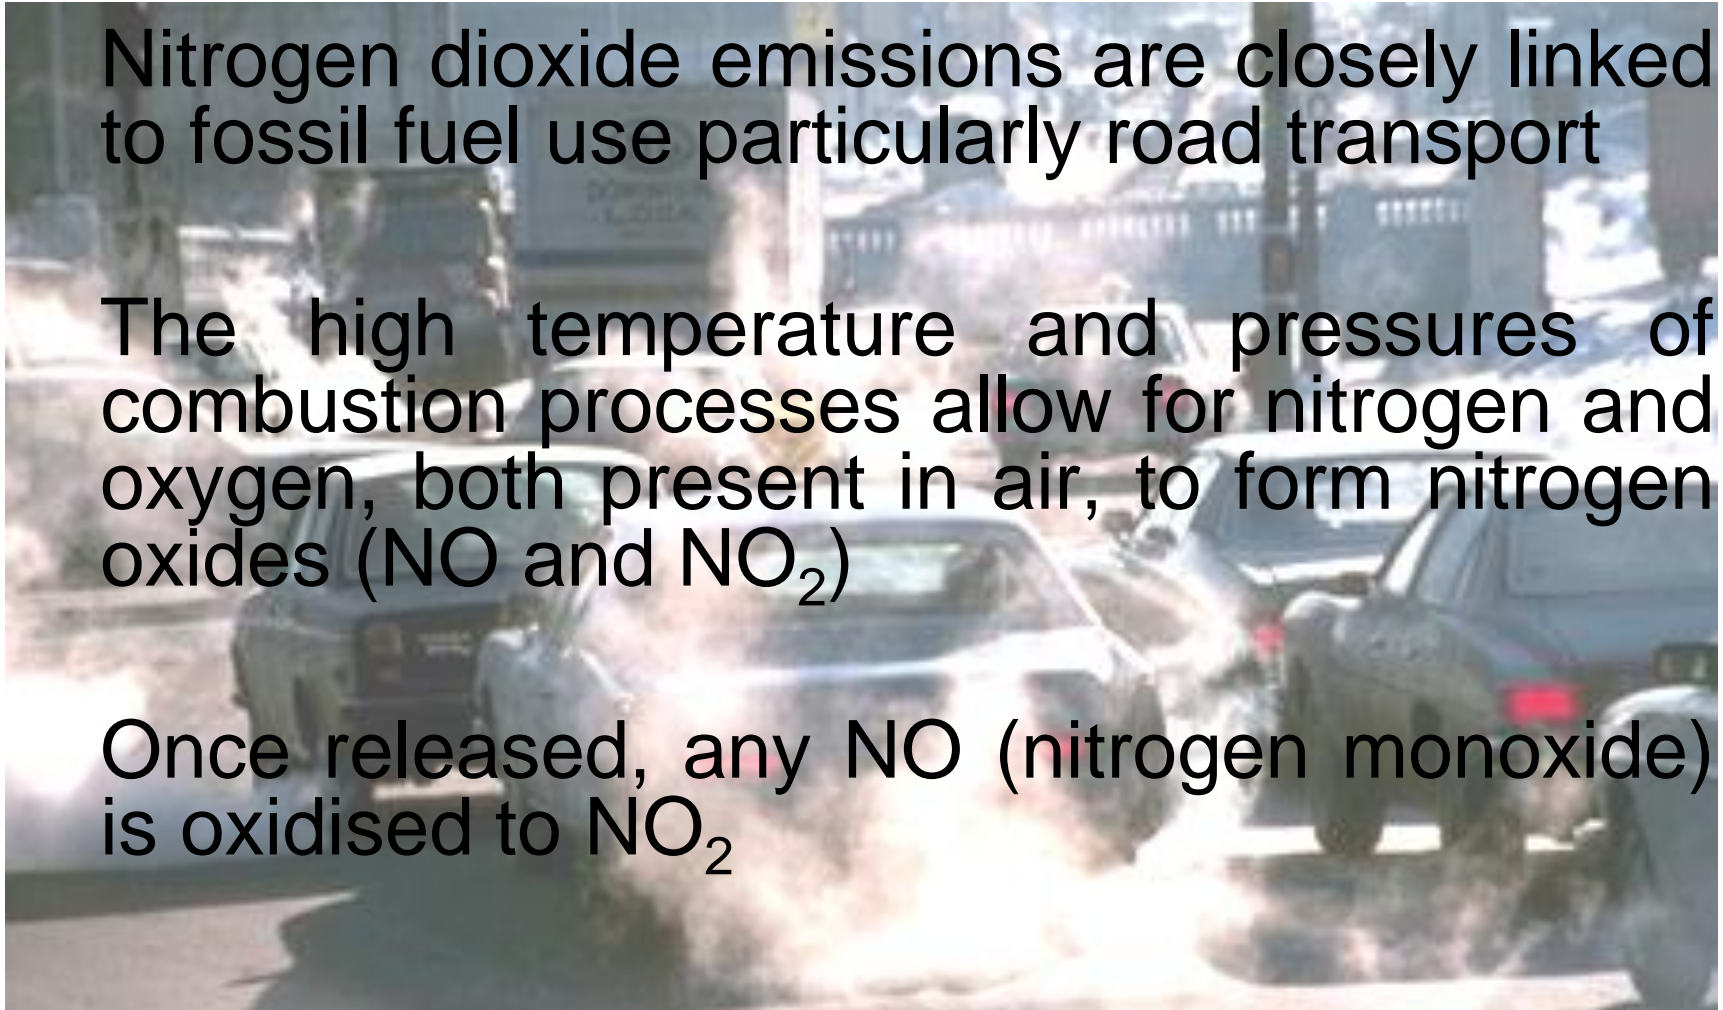 Nitrogen dioxide emissions are closely linked
to fossil fuel use particularly road transport
The high temperature and pressures of
combustion processes allow for nitrogen and
oxygen, both present in air, to form nitrogen
oxides (NO and NO₂)
Once released, any NO (nitrogen monoxide)
is oxidised to NO₂